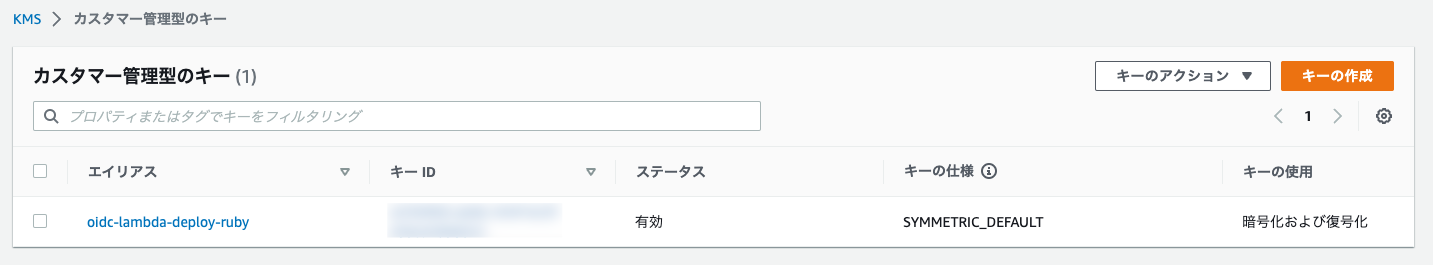 KMS > カスタマー管理型のキー
カスタマー管理型のキー (1)
キーのアクション ▼
キーの作成
プロパティまたはタグでキーをフィルタリング
1
エイリアス キー ID ステータス キーの仕様 キーの使用
oidc-lambda-deploy-ruby 有効 SYMMETRIC_DEFAULT 暗号化および復号化